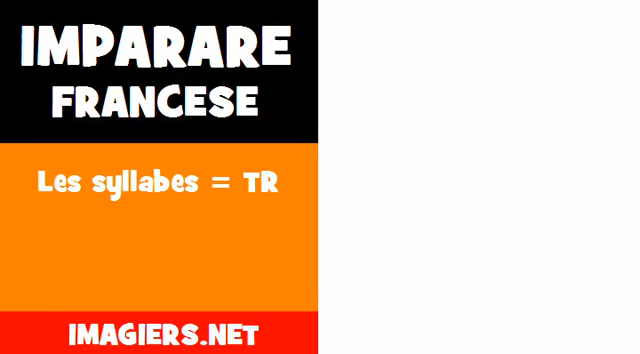 IMPARARE
FRANCESE
Les syllabes = TR
IMAGIERS.NET